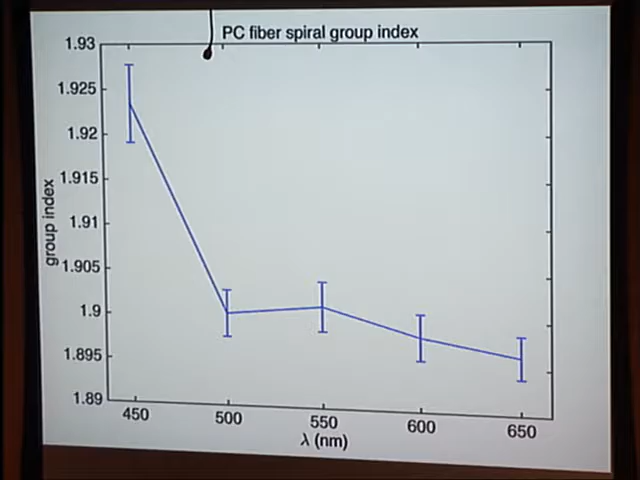 PC fiber spiral group index
1.93
1.925
1.92
1.915
1.91
1.905
1.9
1.895
1.89
group index
450 500 550 600 650
λ (nm)